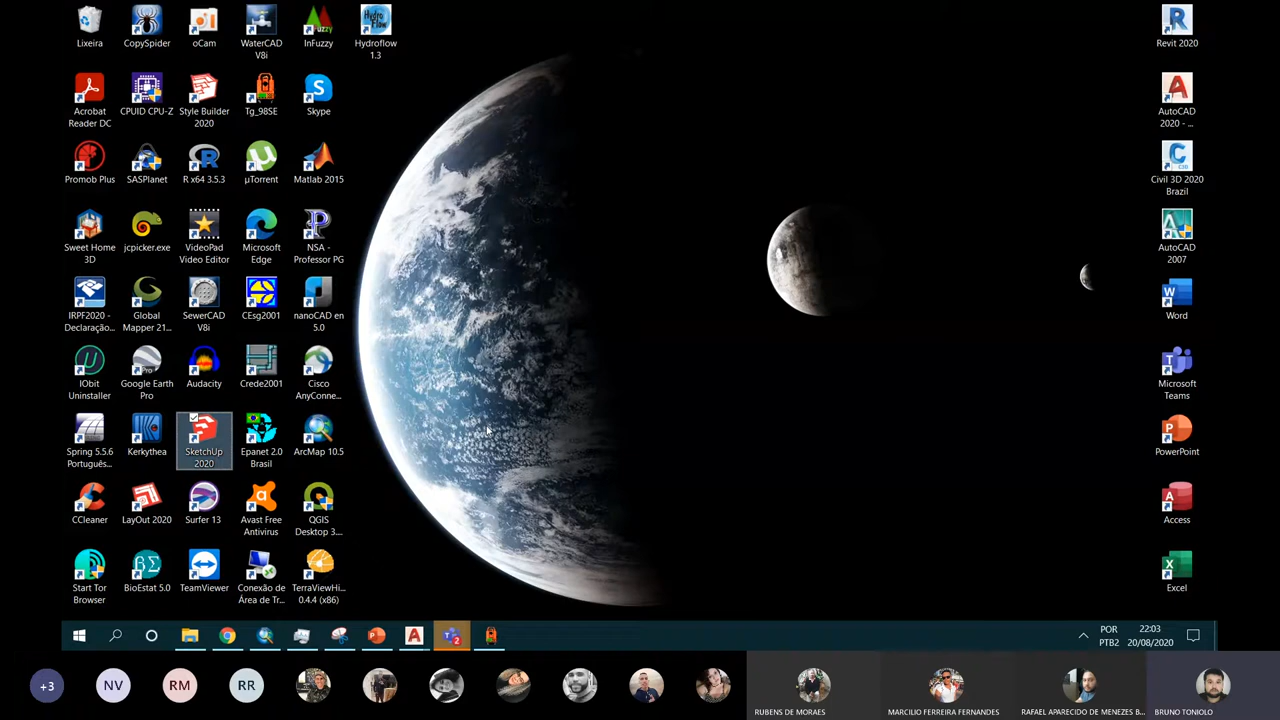 Lixeira
CopySpider
oCam
WaterCAD
V8i
InFuzzy
Hydro
Flow
Hydroflow
1.3
Revit 2020
Acrobat
Reader DC
CPUID CPU-Z
Style Builder
2020
Tg_98SE
Skype
AutoCAD
2020 - ...
Promob Plus
SASPlanet
R x64 3.5.3
µTorrent
Matlab 2015
Civil 3D 2020
Brazil
Sweet Home
3D
jcpicker.exe
VideoPad
Video Editor
Microsoft
Edge
NSA -
Professor PG
AutoCAD
2007
IRPF2020 -
Declaração...
Global
Mapper 21...
SewerCAD
V8i
CEsg2001
nanoCAD en
5.0
Word
IObit
Uninstaller
Google Earth
Pro
Audacity
Crede2001
Cisco
AnyConne...
Microsoft
Teams
Spring 5.5.6
Português...
Kerkythea
SketchUp
2020
Epanet 2.0
Brasil
ArcMap 10.5
PowerPoint
CCleaner
LayOut 2020
Surfer 13
Avast Free
Antivirus
QGIS
Desktop 3....
Access
Start Tor
Browser
BioEstat 5.0
TeamViewer
Conexão de
Área de Tr...
TerraViewHi...
0.4.4 (x86)
Excel
POR
PTB2
22:03
20/08/2020
+3
NV
RM
RR
RUBENS DE MORAES
MARCILIO FERREIRA FERNANDES
RAFAEL APARECIDO DE MENEZES B...
BRUNO TONIOLO